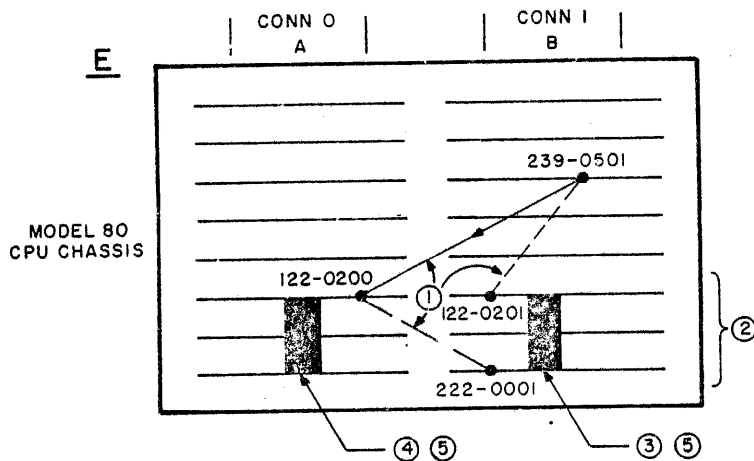 CONN 0
A
CONN 1
B
E
239-0501
MODEL 80
CPU CHASSIS
122-0200
1
122-0201
2
222-0001
4 5
3 5